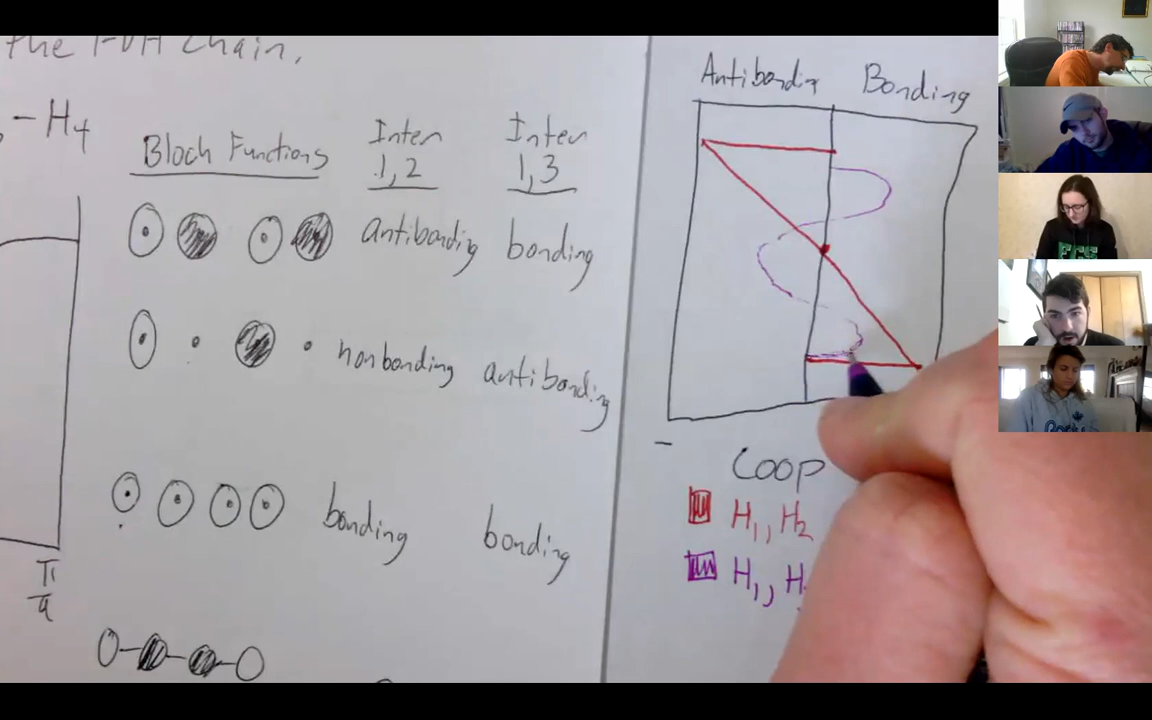 the chain.
- H4
Bloch Functions
Inter
1,2
Inter
1,3
antibonding bonding
nonbonding antibonding
bonding bonding
π
a
Antibonding Bonding
-
COOP
H1, H2
H1, H